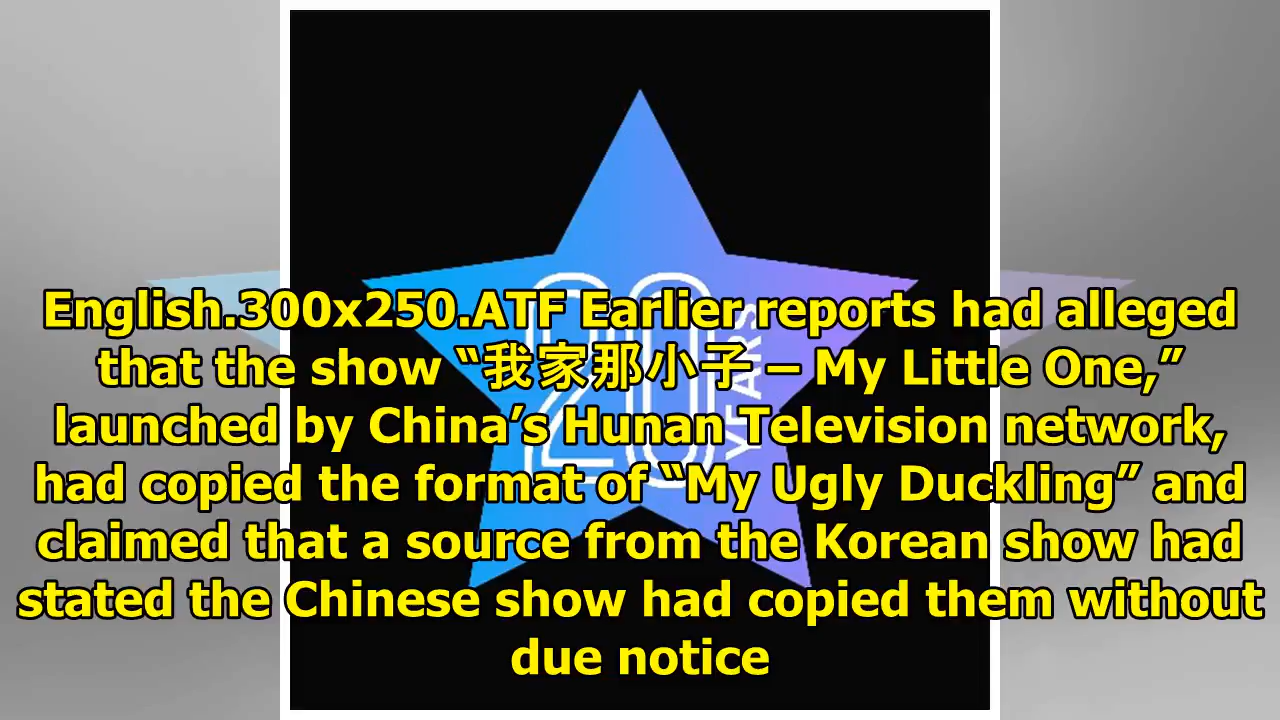 English.300x250.ATF Earlier reports had alleged
that the show “我家那小子 – My Little One,”
launched by China’s Hunan Television network,
had copied the format of “My Ugly Duckling” and
claimed that a source from the Korean show had
stated the Chinese show had copied them without
due notice
20
YEARS